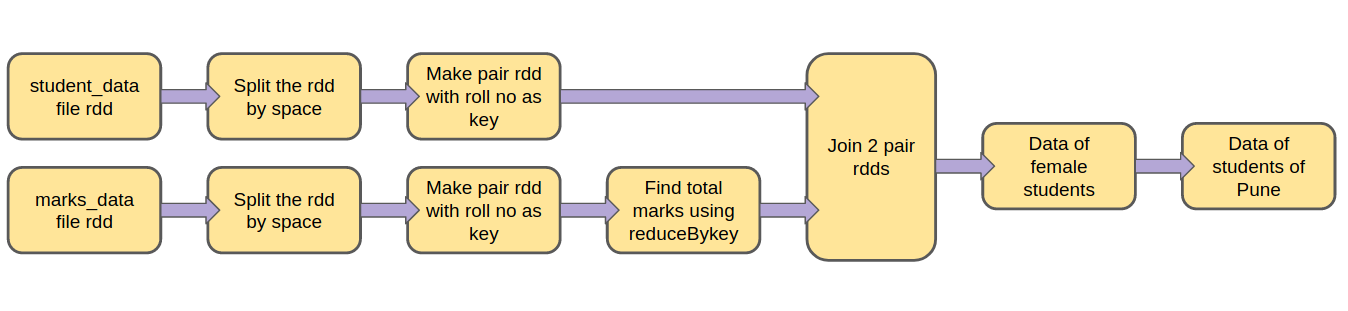 student_data
file rdd
Split the rdd
by space
Make pair rdd
with roll no as
key
marks_data
file rdd
Split the rdd
by space
Make pair rdd
with roll no as
key
Find total
marks using
reduceBykey
Join 2 pair
rdds
Data of
female
students
Data of
students of
Pune